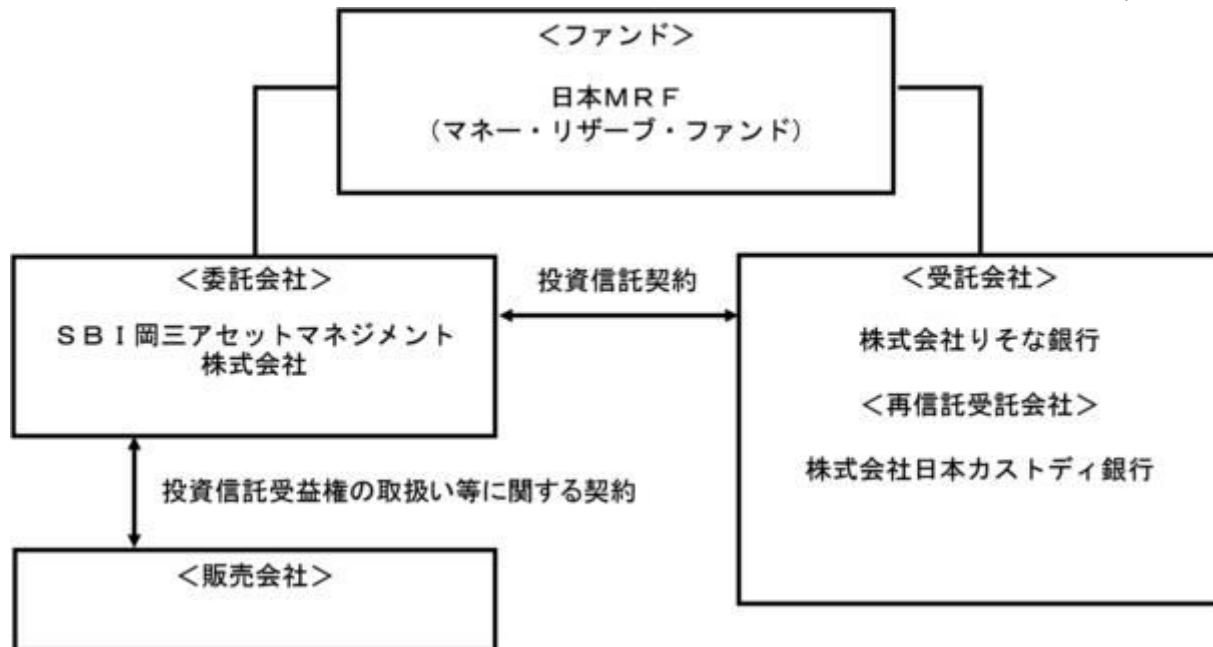 ＜ファンド＞
日本ＭＲＦ
（マネー・リザーブ・ファンド）
＜委託会社＞
ＳＢＩ岡三アセットマネジメント
株式会社
投資信託契約
＜受託会社＞
株式会社りそな銀行
＜再信託受託会社＞
株式会社日本カストディ銀行
投資信託受益権の取扱い等に関する契約
＜販売会社＞